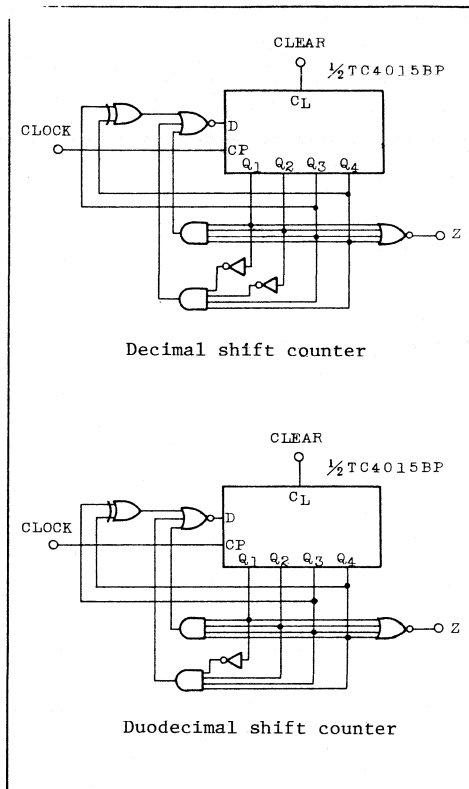 CLEAR
½TC4015BP
CL
CLOCK
D
CP
Q1 Q2 Q3 Q4
Z
Decimal shift counter
CLEAR
½TC4015BP
CL
CLOCK
D
CP
Q1 Q2 Q3 Q4
Z
Duodecimal shift counter